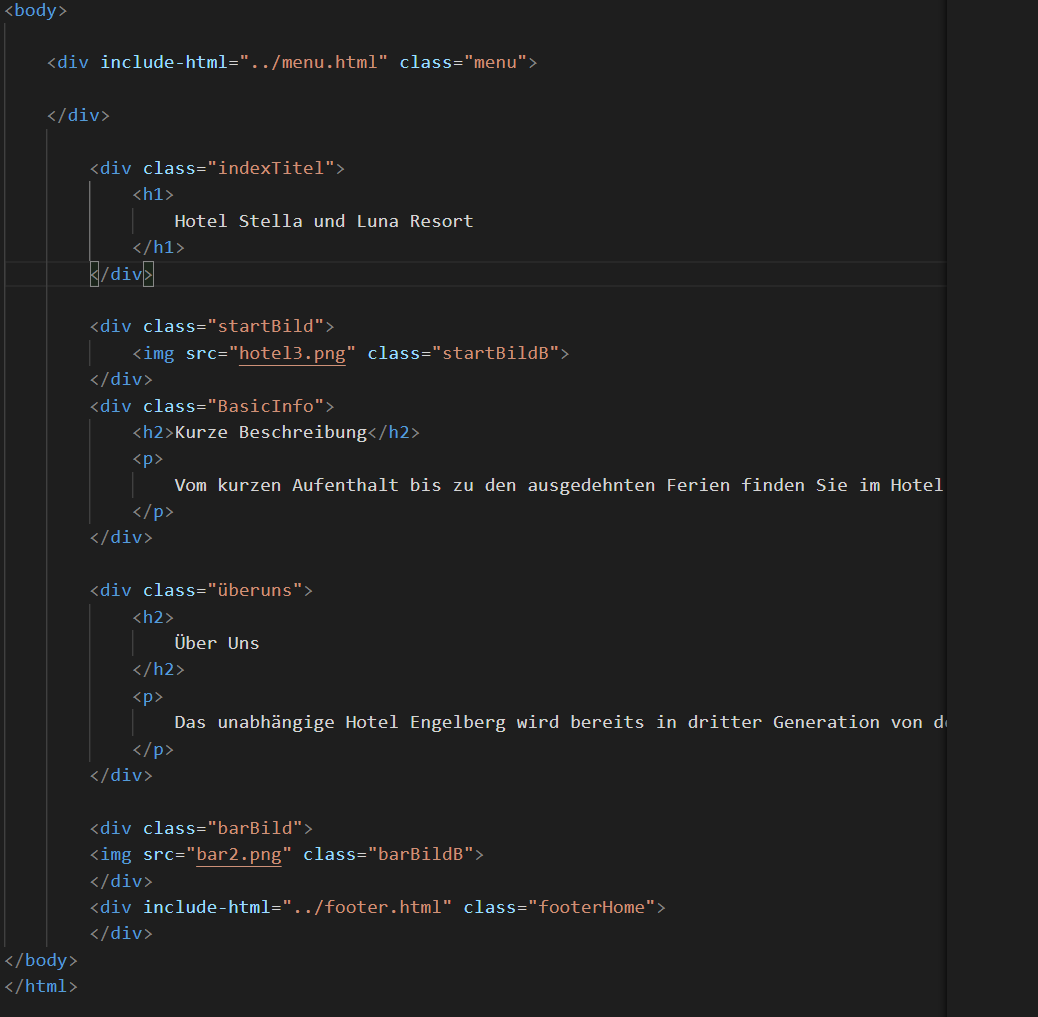 <body>
<div include-html="../menu.html" class="menu">
</div>
<div class="indexTitel">
<h1>
Hotel Stella und Luna Resort
</h1>
</div>
<div class="startBild">
<img src="hotel3.png" class="startBildB">
</div>
<div class="BasicInfo">
<h2>Kurze Beschreibung</h2>
<p>
Vom kurzen Aufenthalt bis zu den ausgedehnten Ferien finden Sie im Hotel
</p>
</div>
<div class="überuns">
<h2>
Über Uns
</h2>
<p>
Das unabhängige Hotel Engelberg wird bereits in dritter Generation von
</p>
</div>
<div class="barBild">
<img src="bar2.png" class="barBildB">
</div>
<div include-html="../footer.html" class="footerHome">
</div>
</body>
</html>